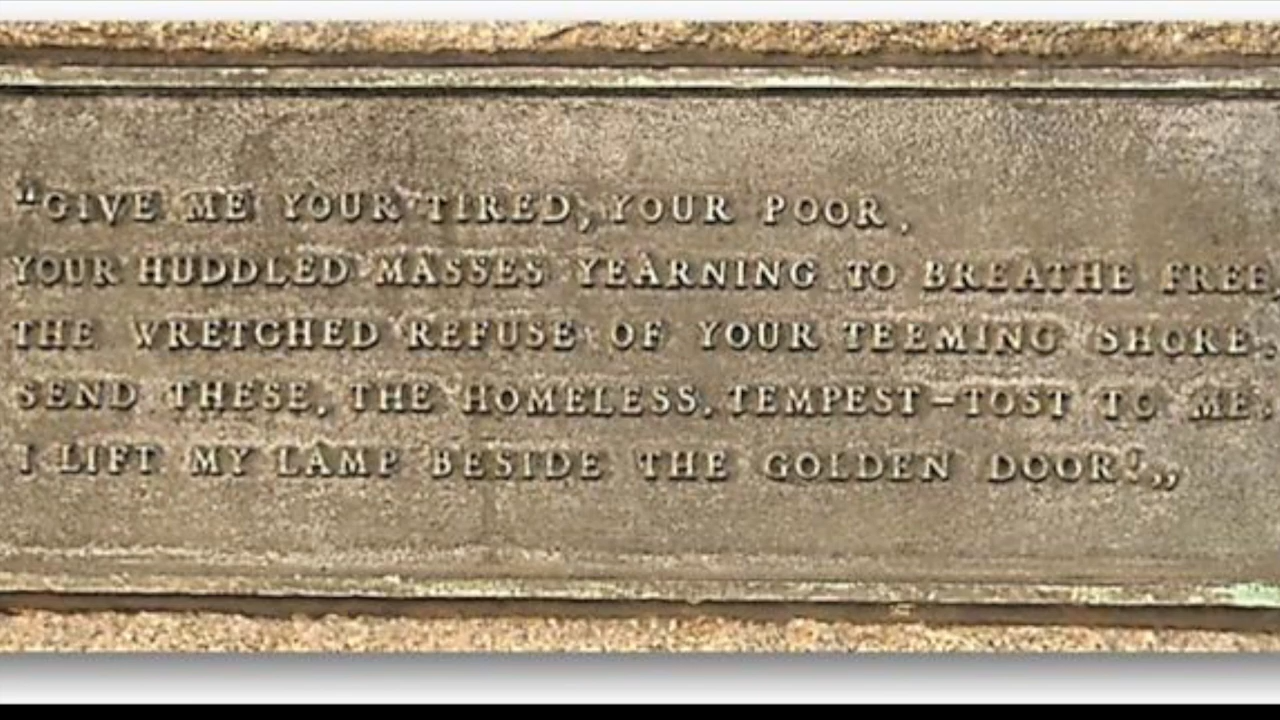 "GIVE ME YOUR TIRED, YOUR POOR,
YOUR HUDDLED MASSES YEARNING TO BREATHE FREE,
THE WRETCHED REFUSE OF YOUR TEEMING SHORE.
SEND THESE, THE HOMELESS, TEMPEST-TOST TO ME,
I LIFT MY LAMP BESIDE THE GOLDEN DOOR!„